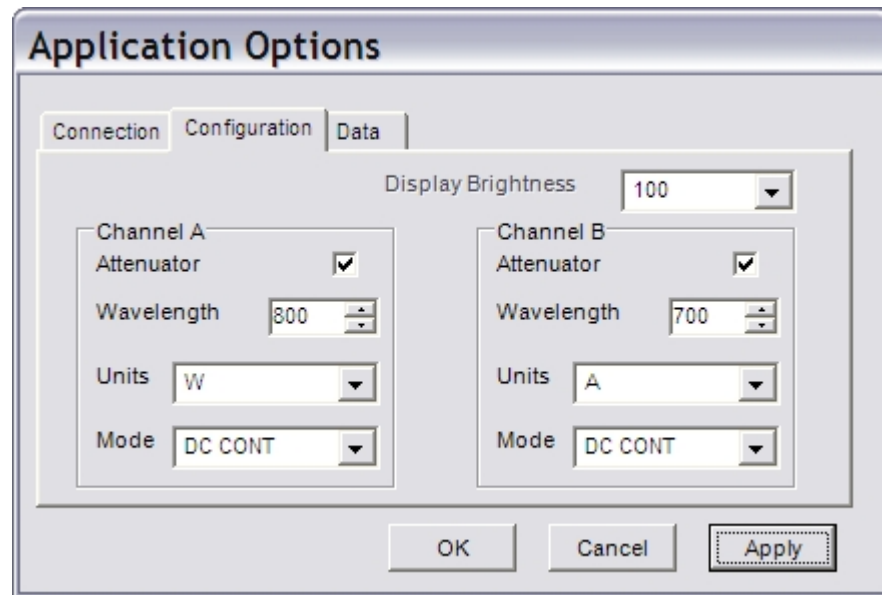 Application Options
Connection Configuration Data
Display Brightness 100
Channel A
Attenuator
Wavelength 800
Units W
Mode DC CONT
Channel B
Attenuator
Wavelength 700
Units A
Mode DC CONT
OK Cancel Apply